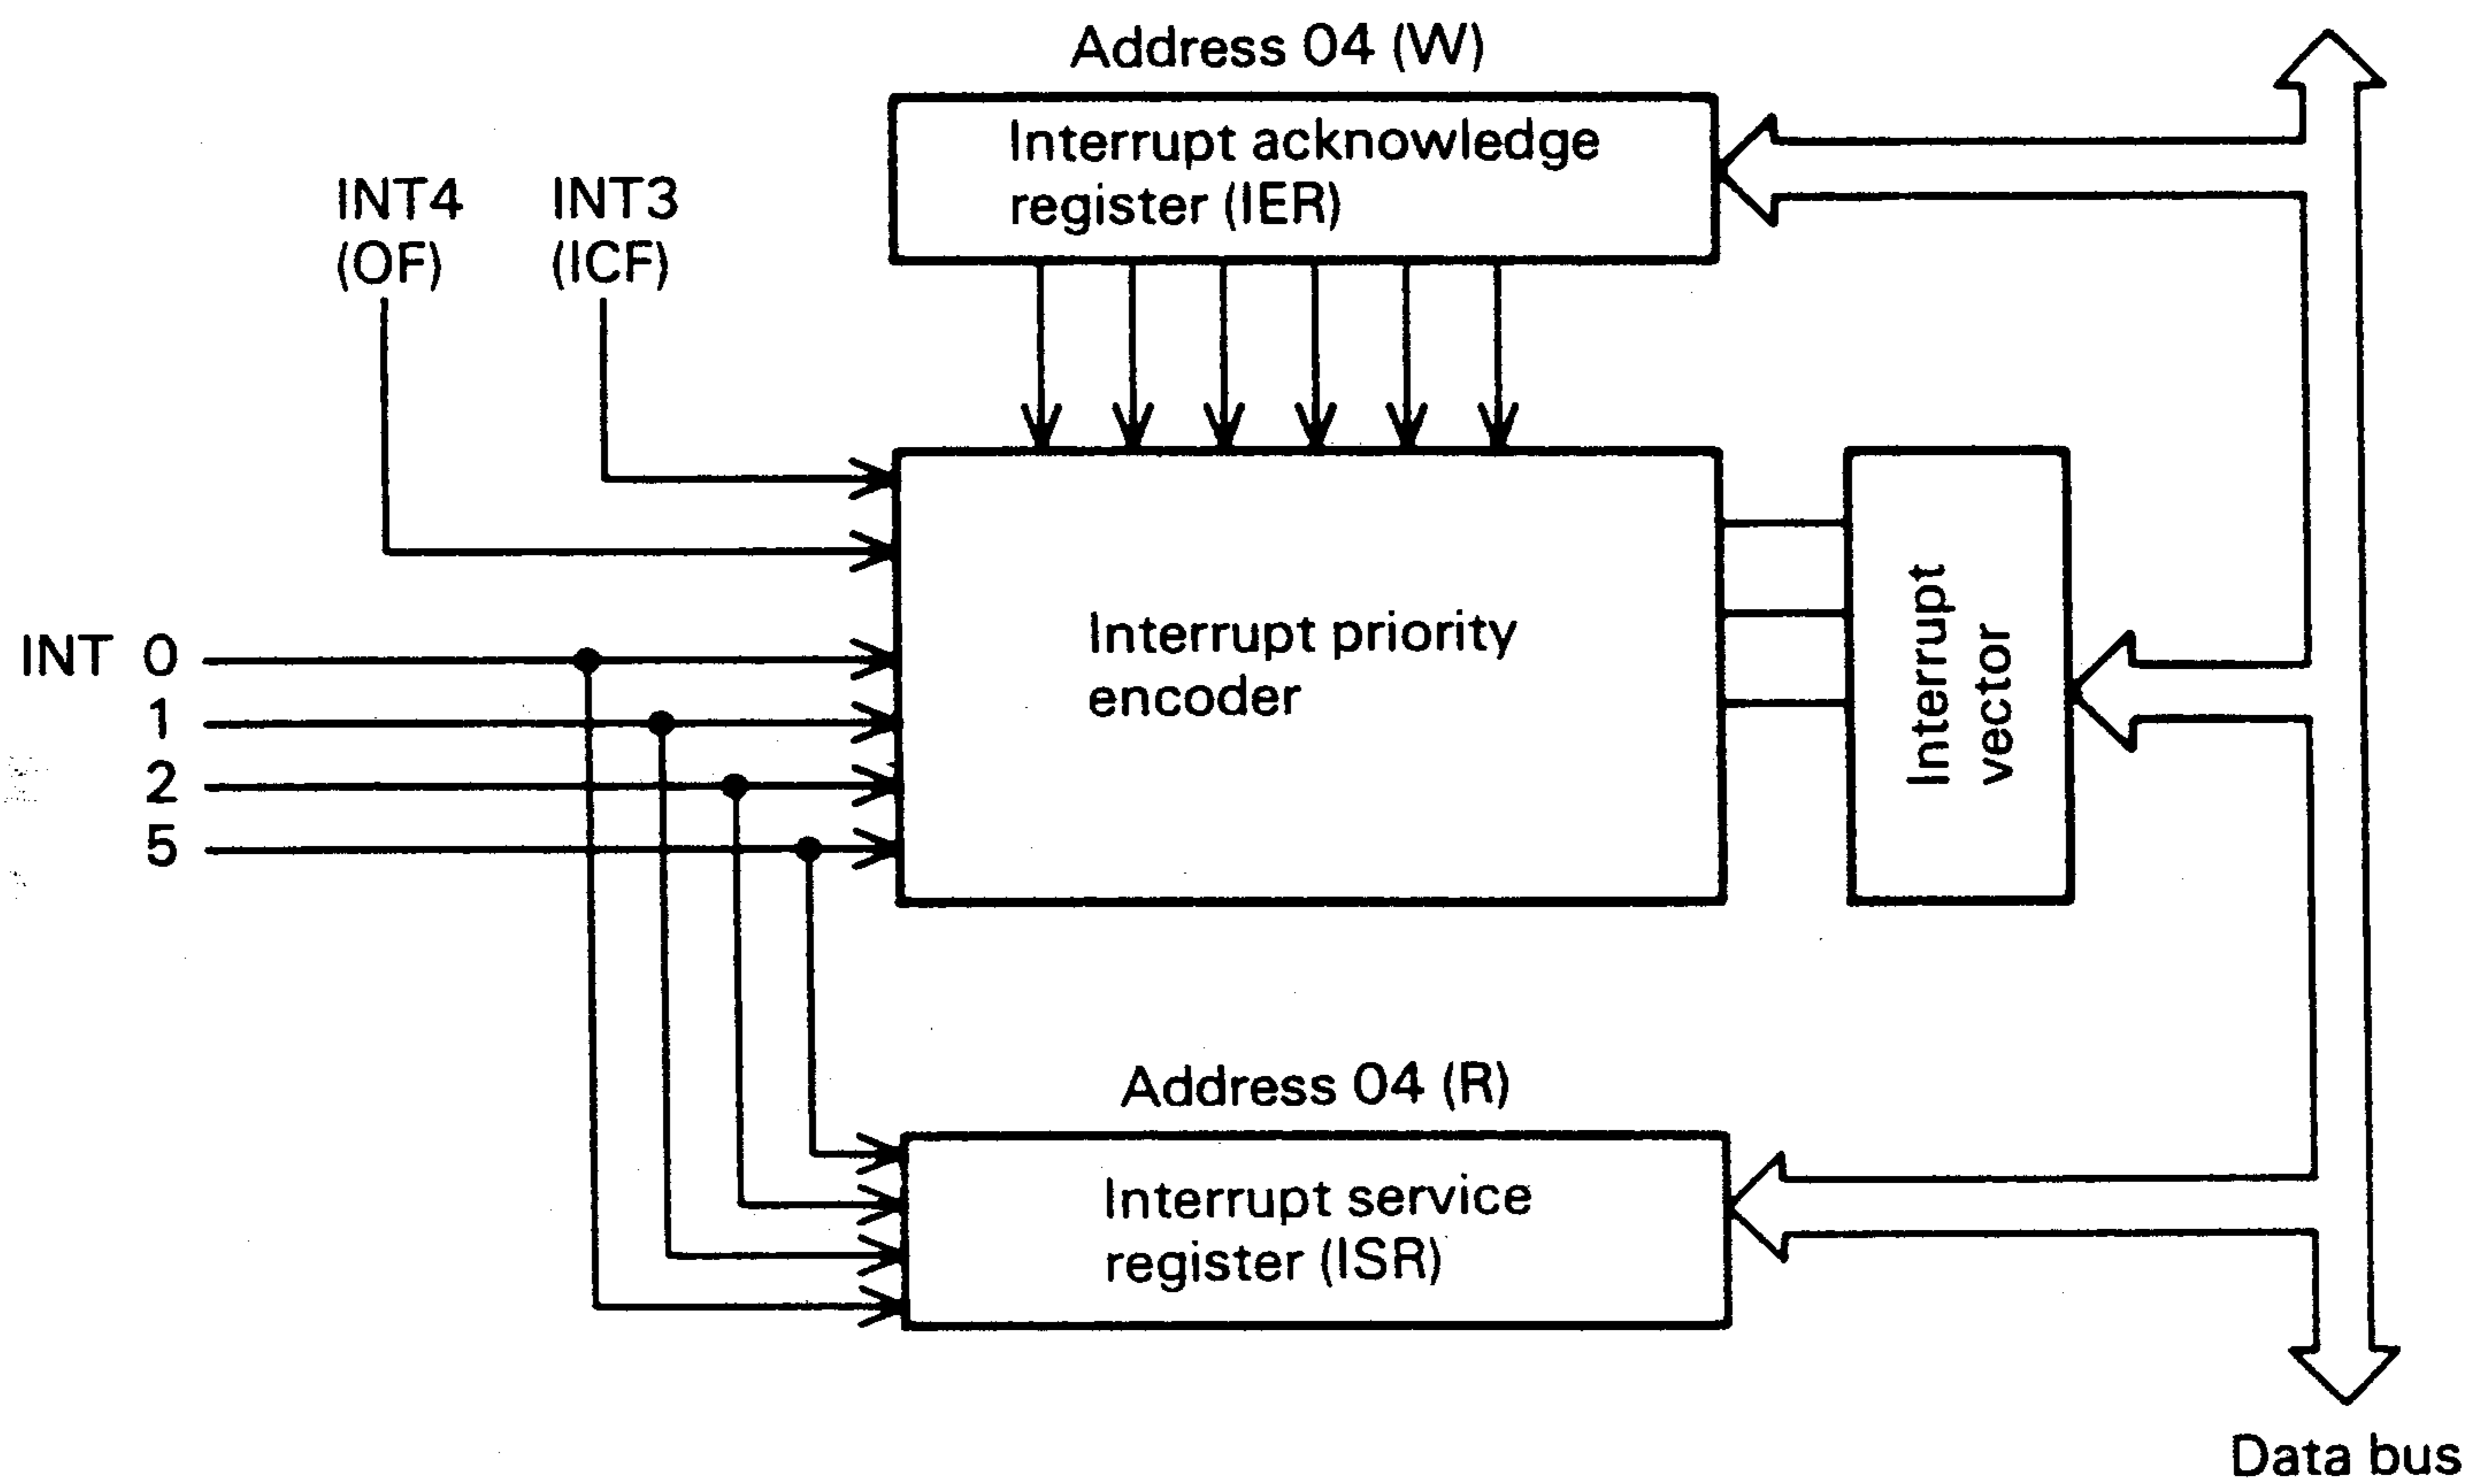 Address 04 (W)
Interrupt acknowledge
register (IER)
INT4
(OF)
INT3
(ICF)
INT 0
1
2
5
Interrupt priority
encoder
Interrupt
vector
Address 04 (R)
Interrupt service
register (ISR)
Data bus